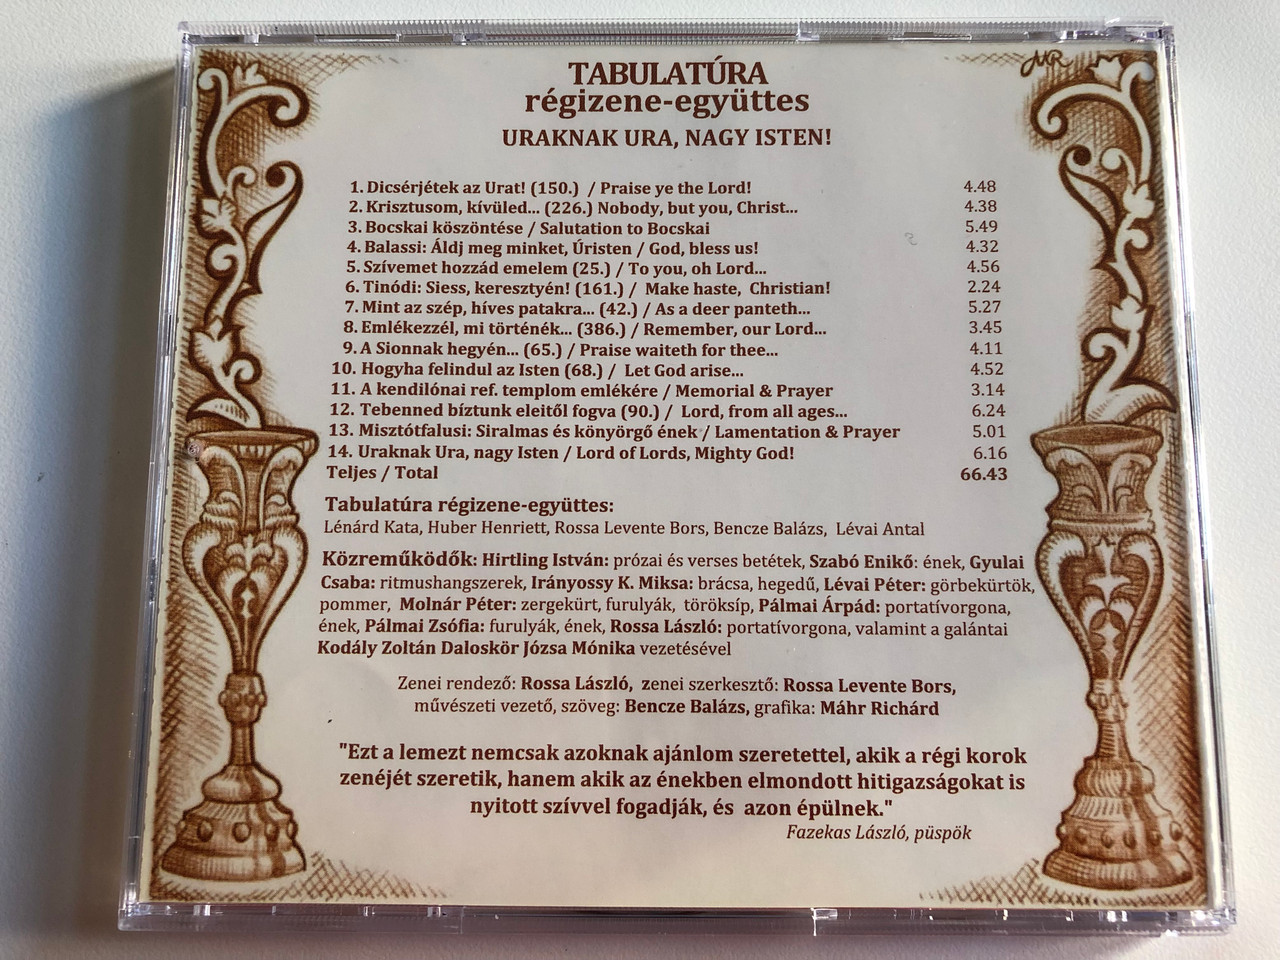 MR
TABULATÚRA
régizene-együttes
URAKNAK URA, NAGY ISTEN!
1. Dicsérjétek az Urat! (150.) / Praise ye the Lord! 4.48
2. Krisztusom, kívüled... (226.) Nobody, but you, Christ... 4.38
3. Bocskai köszöntése / Salutation to Bocskai 5.49
4. Balassi: Áldj meg minket, Úristen / God, bless us! 4.32
5. Szívemet hozzád emelem (25.) / To you, oh Lord... 4.56
6. Tinódi: Siess, keresztyén! (161.) / Make haste, Christian! 2.24
7. Mint az szép, híves patakra... (42.) / As a deer panteth... 5.27
8. Emlékezzél, mi történék... (386.) / Remember, our Lord... 3.45
9. A Sionnak hegyén... (65.) / Praise waiteth for thee... 4.11
10. Hogyha felindul az Isten (68.) / Let God arise... 4.52
11. A kendilónai ref. templom emlékére / Memorial & Prayer 3.14
12. Tebenned bíztunk eleitől fogva (90.) / Lord, from all ages... 6.24
13. Misztótfalusi: Siralmas és könyörgő ének / Lamentation & Prayer 5.01
14. Uraknak Ura, nagy Isten / Lord of Lords, Mighty God! 6.16
Teljes / Total 66.43
Tabulatúra régizene-együttes:
Lénárd Kata, Huber Henriett, Rossa Levente Bors, Bencze Balázs, Lévai Antal
Közreműködők: Hirtling István: prózai és verses betétek, Szabó Enikő: ének, Gyulai
Csaba: ritmushangszerek, Irányossy K. Miksa: brácsa, hegedű, Lévai Péter: görbekürtök,
pommer, Molnár Péter: zergekürt, furulyák, töröksíp, Pálmai Árpád: portatívorgona,
ének, Pálmai Zsófia: furulyák, ének, Rossa László: portatívorgona, valamint a galántai
Kodály Zoltán Daloskör Józsa Mónika vezetésével
Zenei rendező: Rossa László, zenei szerkesztő: Rossa Levente Bors,
művészeti vezető, szöveg: Bencze Balázs, grafika: Máhr Richárd
"Ezt a lemezt nemcsak azoknak ajánlom szeretettel, akik a régi korok
zenéjét szeretik, hanem akik az énekben elmondott hitigazságokat is
nyitott szívvel fogadják, és azon épülnek."
Fazekas László, püspök